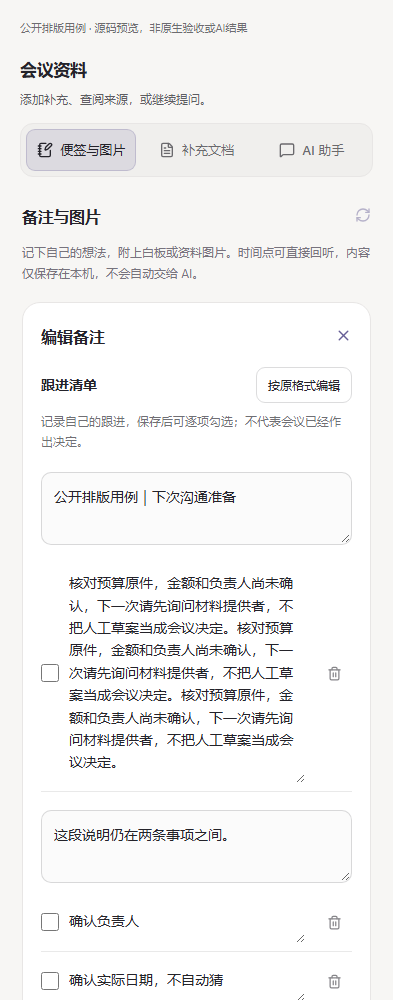 公开排版用例 · 源码预览，非原生验收或AI结果
会议资料
添加补充、查阅来源，或继续提问。
便签与图片
补充文档
AI 助手
备注与图片
记下自己的想法，附上白板或资料图片。时间点可直接回听，内容
仅保存在本机，不会自动交给 AI。
编辑备注
跟进清单
按原格式编辑
记录自己的跟进，保存后可逐项勾选；不代表会议已经作
出决定。
公开排版用例｜下次沟通准备
核对预算原件，金额和负责人尚未确
认，下一次请先询问材料提供者，不
把人工草案当成会议决定。核对预算
原件，金额和负责人尚未确认，下一
次请先询问材料提供者，不把人工草
案当成会议决定。核对预算原件，金
额和负责人尚未确认，下一次请先询
问材料提供者，不把人工草案当成会
议决定。
这段说明仍在两条事项之间。
确认负责人
确认实际日期，不自动猜